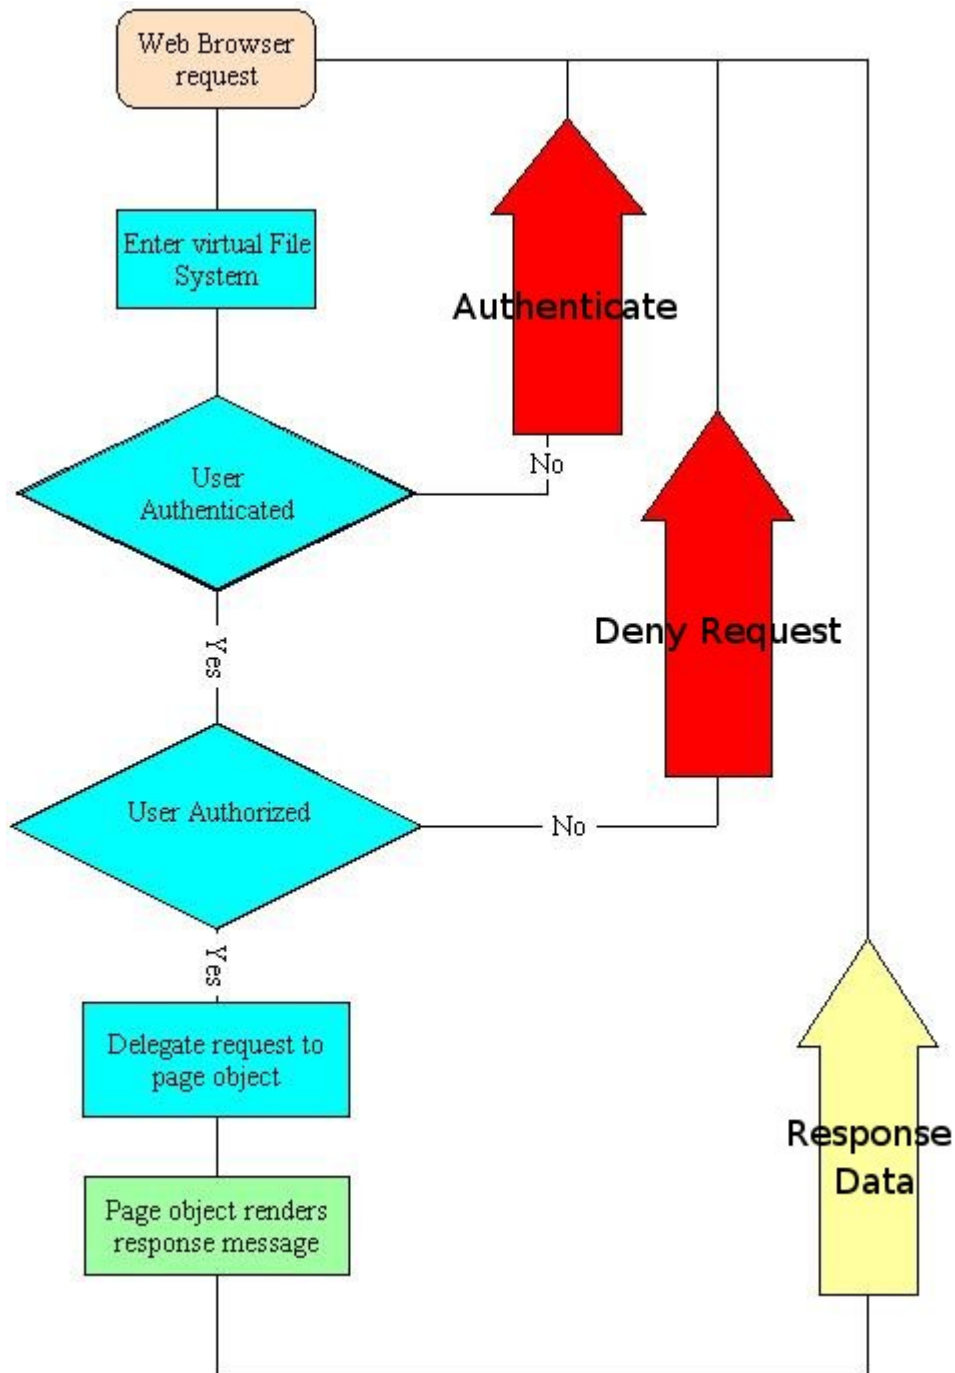 Web Browser
request
Enter virtual File
System
Authenticate
User
Authenticated
No
Deny Request
Yes
User Authorized
No
Yes
Delegate request to
page object
Response
Data
Page object renders
response message